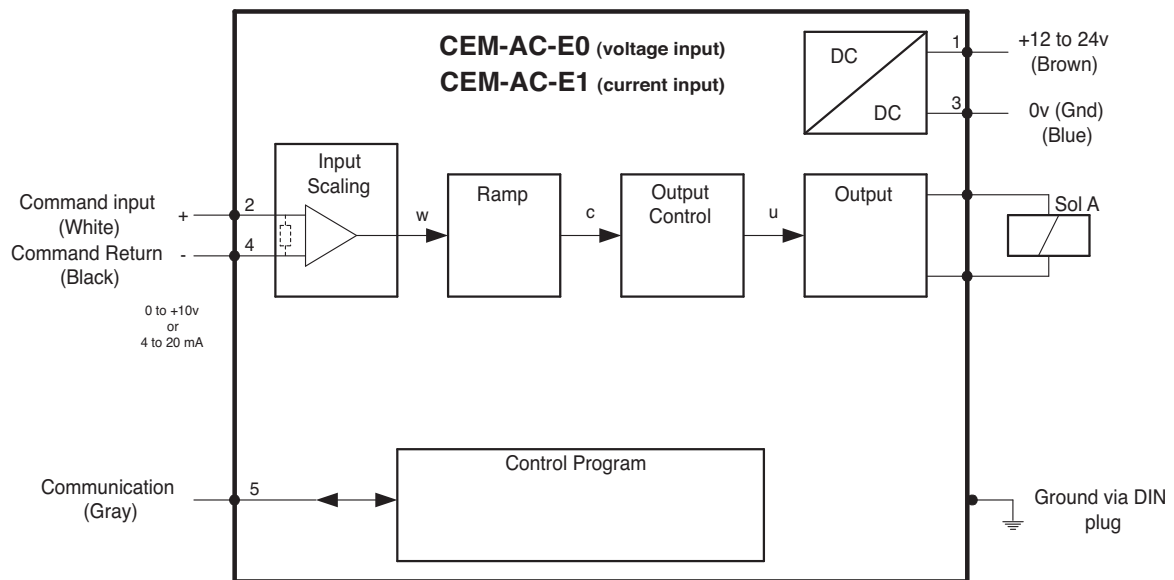 CEM-AC-E0 (voltage input)
CEM-AC-E1 (current input)
DC
DC
1
+12 to 24v
(Brown)
3
0v (Gnd)
(Blue)
Input
Scaling
Ramp
Output
Control
Output
Sol A
Command input
(White)
+
2
Command Return
(Black)
-
4
w
c
u
0 to +10v
or
4 to 20 mA
Control Program
Communication
(Gray)
5
Ground via DIN
plug